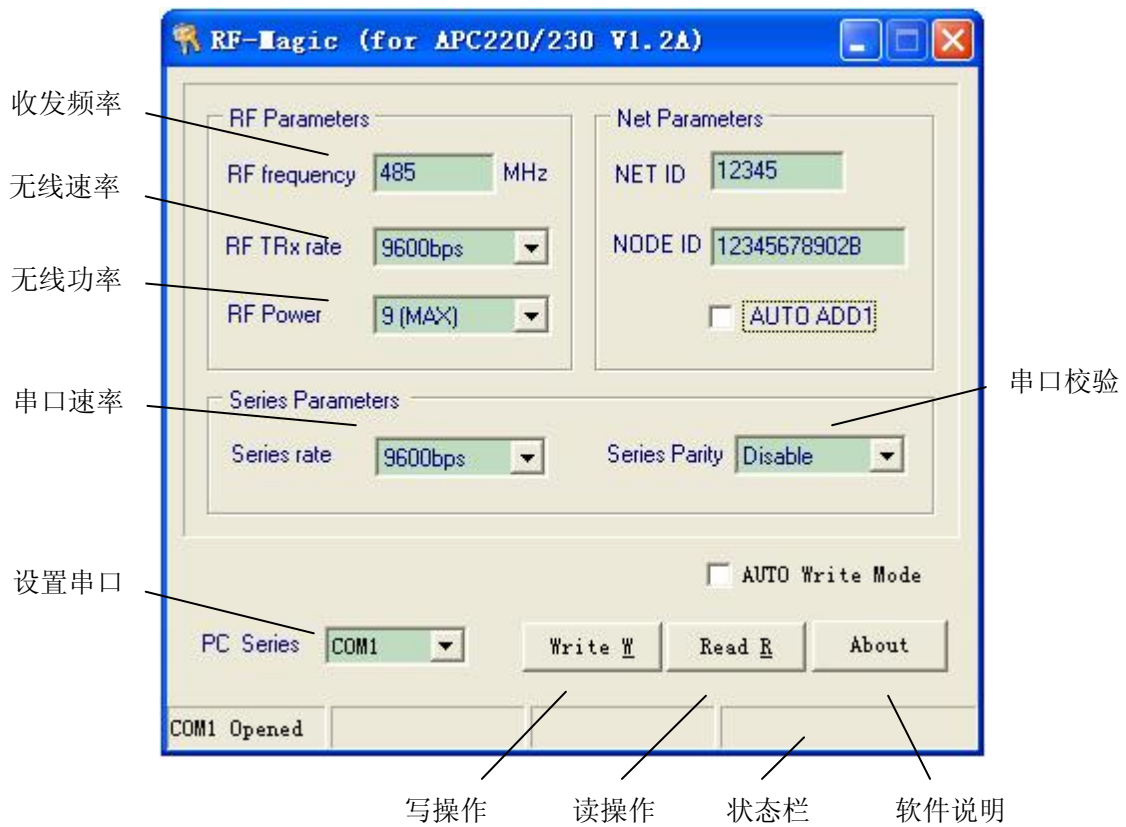 RF-Magic (for APC220/230 V1.2A)
收发频率
RF Parameters
Net Parameters
RF frequency 485 MHz
NET ID 12345
无线速率
RF TRx rate 9600bps
NODE ID 12345678902B
无线功率
RF Power 9 (MAX)
AUTO ADD1
串口校验
串口速率
Series Parameters
Series rate 9600bps
Series Parity Disable
设置串口
AUTO Write Mode
PC Series COM1
Write W
Read R
About
COM1 Opened
写操作
读操作
状态栏
软件说明